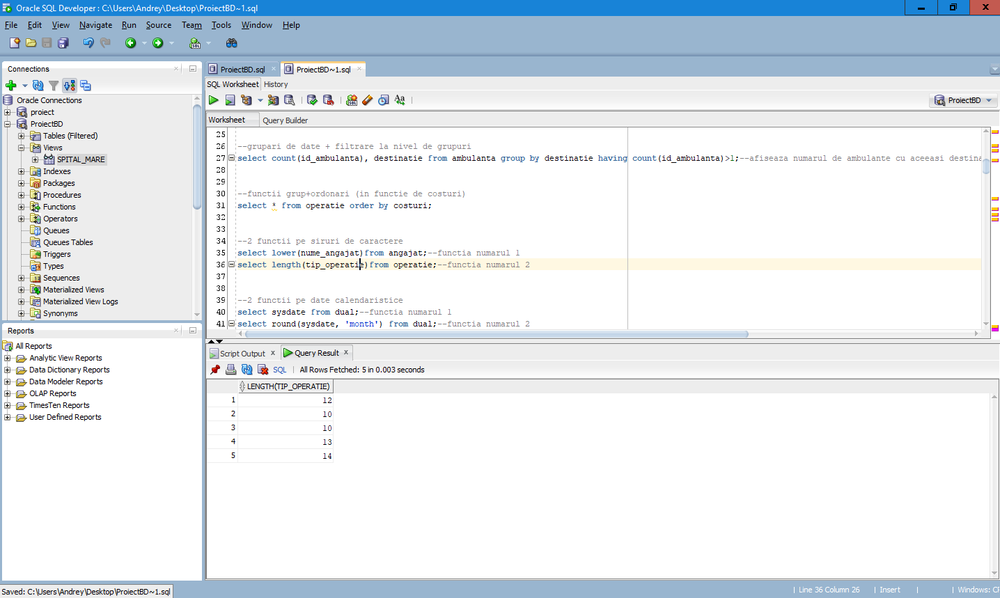 Oracle SQL Developer : C:\Users\Andrey\Desktop\ProiectBD~1.sql
File Edit View Navigate Run Source Team Tools Window Help
Connections
Oracle Connections
proiect
ProiectBD
Tables (Filtered)
Views
SPITAL_MARE
Indexes
Packages
Procedures
Functions
Operators
Queues
Queues Tables
Triggers
Types
Sequences
Materialized Views
Materialized View Logs
Synonyms
Reports
All Reports
Analytic View Reports
Data Dictionary Reports
Data Modeler Reports
OLAP Reports
TimesTen Reports
User Defined Reports
ProiectBD.sql ProiectBD~1.sql
SQL Worksheet History
ProiectBD
Worksheet Query Builder
25
26 --grupari de date + filtrare la nivel de grupuri
27 select count(id_ambulanta), destinatie from ambulanta group by destinatie having count(id_ambulanta)>1;--afiseaza numarul de ambulante cu aceeasi destina
28
29
30 --functii grup+ordonari (in functie de costuri)
31 select * from operatie order by costuri;
32
33
34 --2 functii pe siruri de caractere
35 select lower(nume_angajat)from angajat;--functia numarul 1
36 select length(tip_operatie)from operatie;--functia numarul 2
37
38
39 --2 functii pe date calendaristice
40 select sysdate from dual;--functia numarul 1
41 select round(sysdate, 'month') from dual;--functia numarul 2
Script Output x Query Result x
SQL | All Rows Fetched: 5 in 0.003 seconds
LENGTH(TIP_OPERATIE)
1 12
2 10
3 10
4 13
5 14
Saved: C:\Users\Andrey\Desktop\ProiectBD~1.sql
Line 36 Column 26 | Insert | | Windows: CF